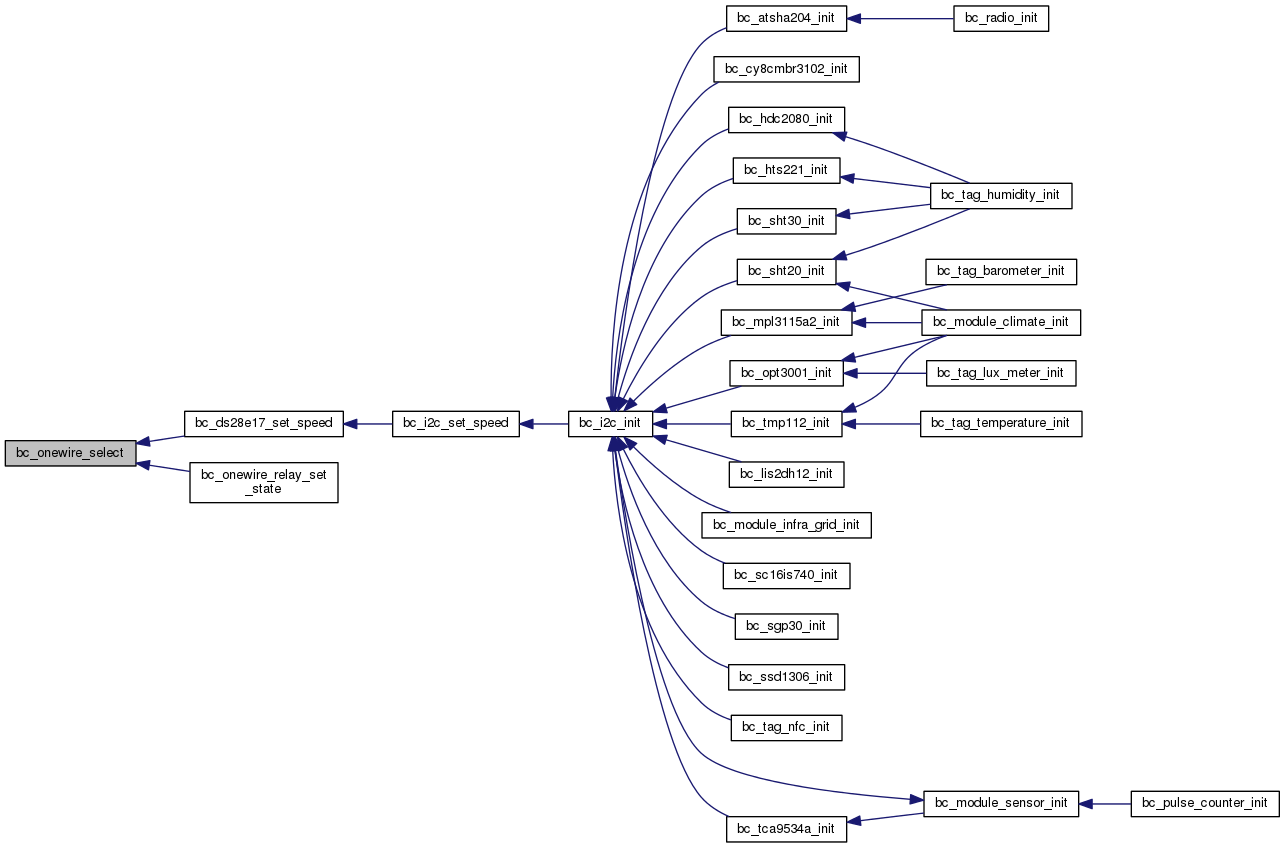 bc_atsha204_init
bc_radio_init
bc_cy8cmbr3102_init
bc_hdc2080_init
bc_hts221_init
bc_tag_humidity_init
bc_sht30_init
bc_sht20_init
bc_tag_barometer_init
bc_mpl3115a2_init
bc_module_climate_init
bc_opt3001_init
bc_tag_lux_meter_init
bc_ds28e17_set_speed
bc_i2c_set_speed
bc_i2c_init
bc_tmp112_init
bc_tag_temperature_init
bc_onewire_select
bc_onewire_relay_set
_state
bc_lis2dh12_init
bc_module_infra_grid_init
bc_sc16is740_init
bc_sgp30_init
bc_ssd1306_init
bc_tag_nfc_init
bc_module_sensor_init
bc_pulse_counter_init
bc_tca9534a_init